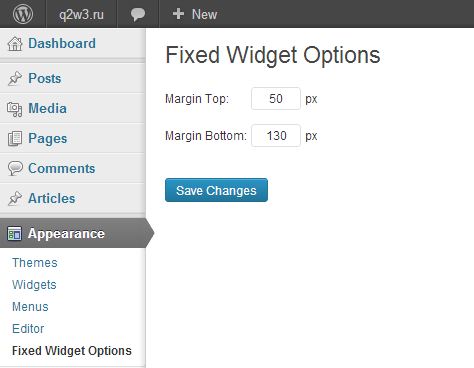 q2w3.ru New
Dashboard
Posts
Media
Pages
Comments
Articles
Appearance
Themes
Widgets
Menus
Editor
Fixed Widget Options
Fixed Widget Options
Margin Top: 50 px
Margin Bottom: 130 px
Save Changes